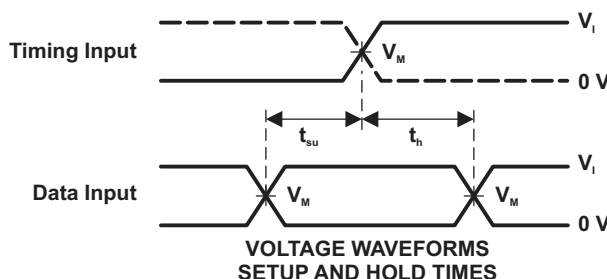 V_I
Timing Input
V_M
0 V
t_su
t_h
V_I
Data Input
V_M
V_M
0 V
VOLTAGE WAVEFORMS
SETUP AND HOLD TIMES